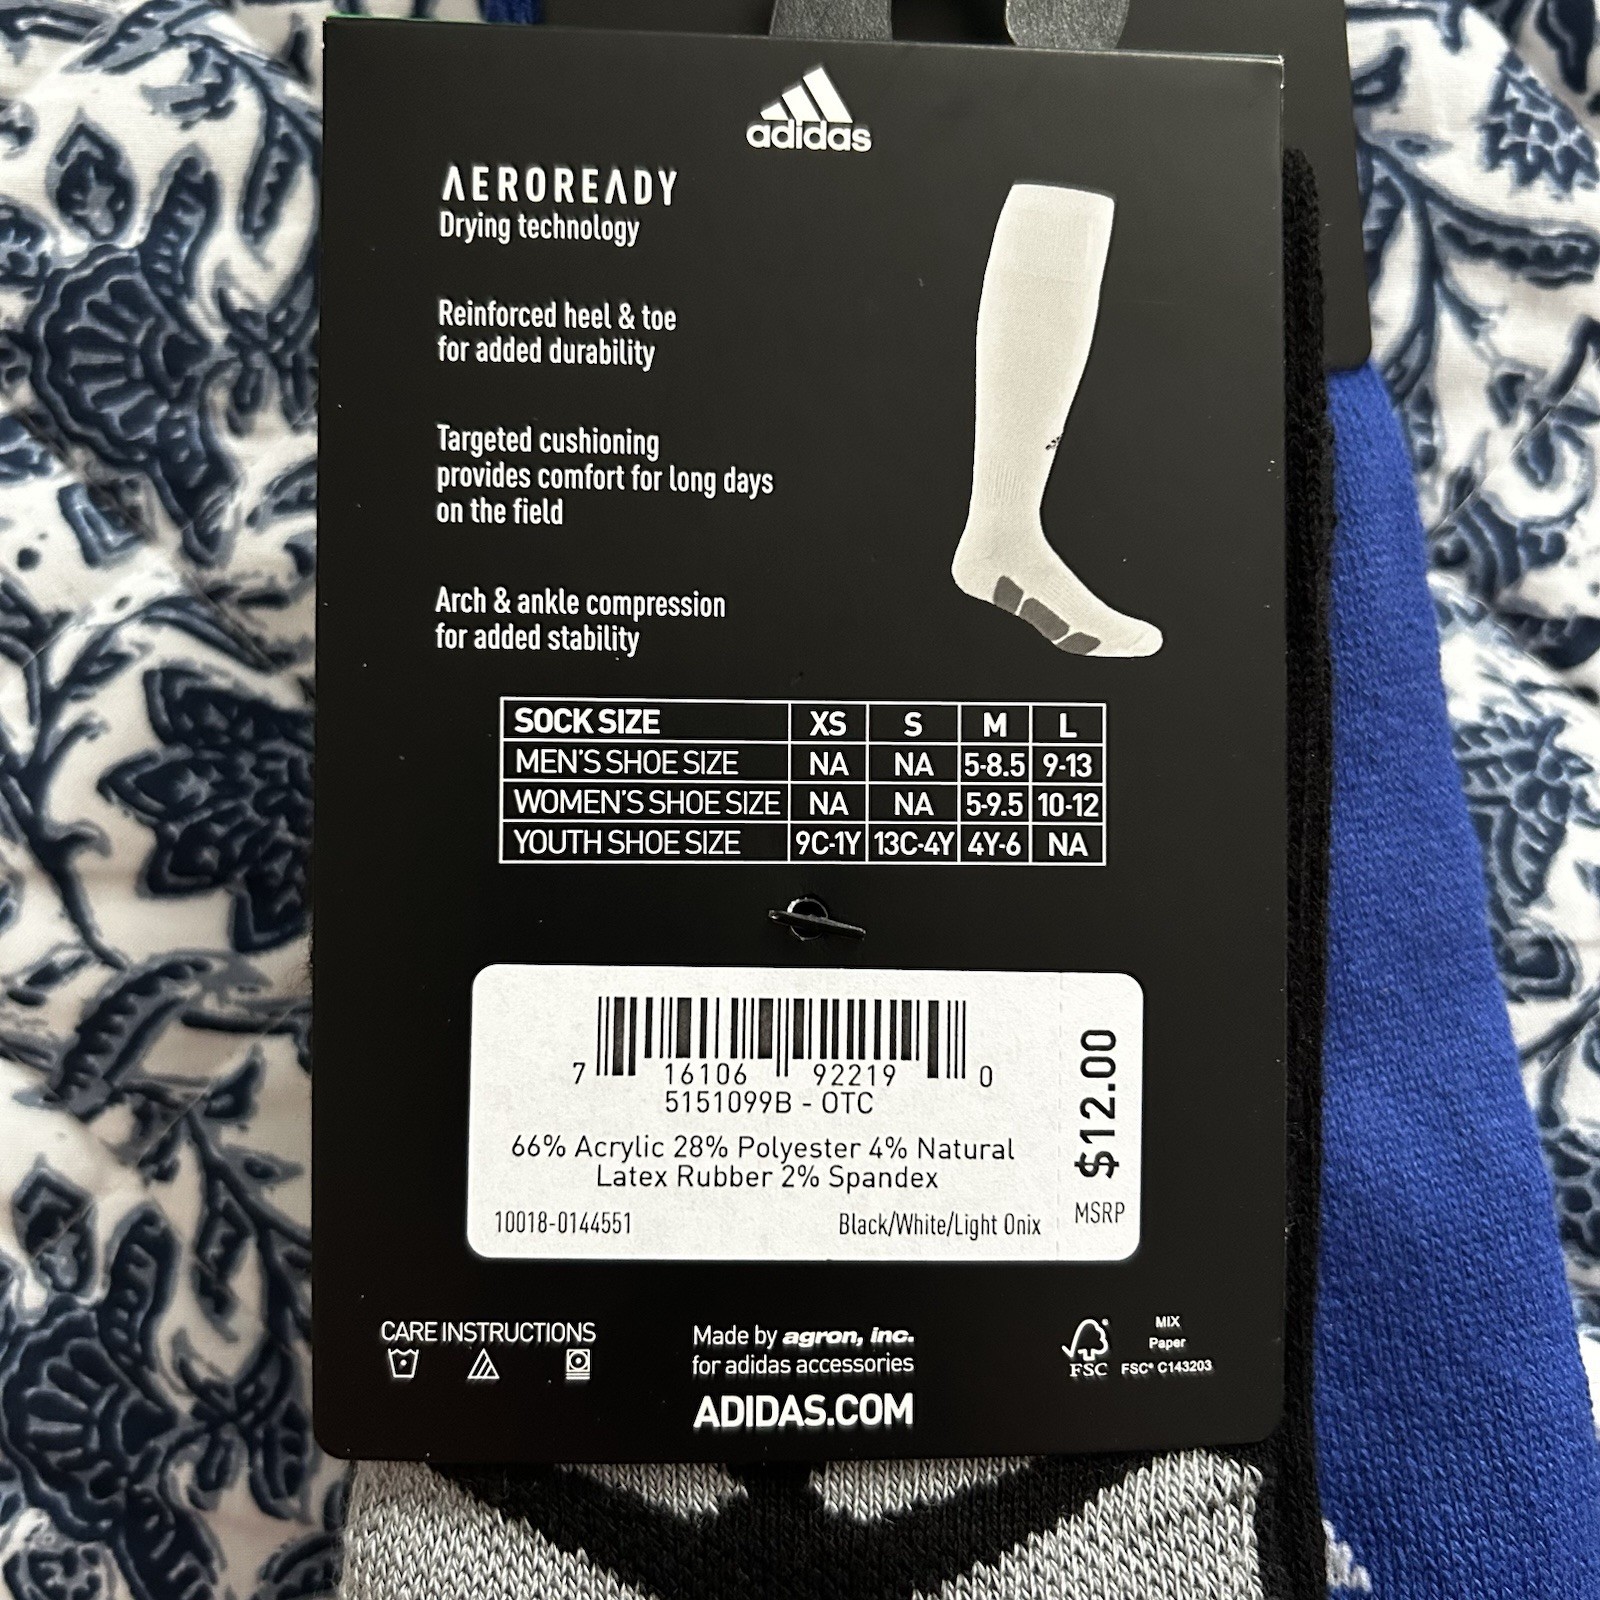 adidas
AEROREADY
Drying technology
Reinforced heel & toe
for added durability
Targeted cushioning
provides comfort for long days
on the field
Arch & ankle compression
for added stability
SOCK SIZE XS S M L
MEN'S SHOE SIZE NA NA 5-8.5 9-13
WOMEN'S SHOE SIZE NA NA 5-9.5 10-12
YOUTH SHOE SIZE 9C-1Y 13C-4Y 4Y-6 NA
7 16106 92219 0
5151099B - OTC
66% Acrylic 28% Polyester 4% Natural
Latex Rubber 2% Spandex
10018-0144551 Black/White/Light Onix
$12.00
MSRP
CARE INSTRUCTIONS
Made by agron, inc.
for adidas accessories
ADIDAS.COM
FSC
MIX
Paper
FSC® C143203